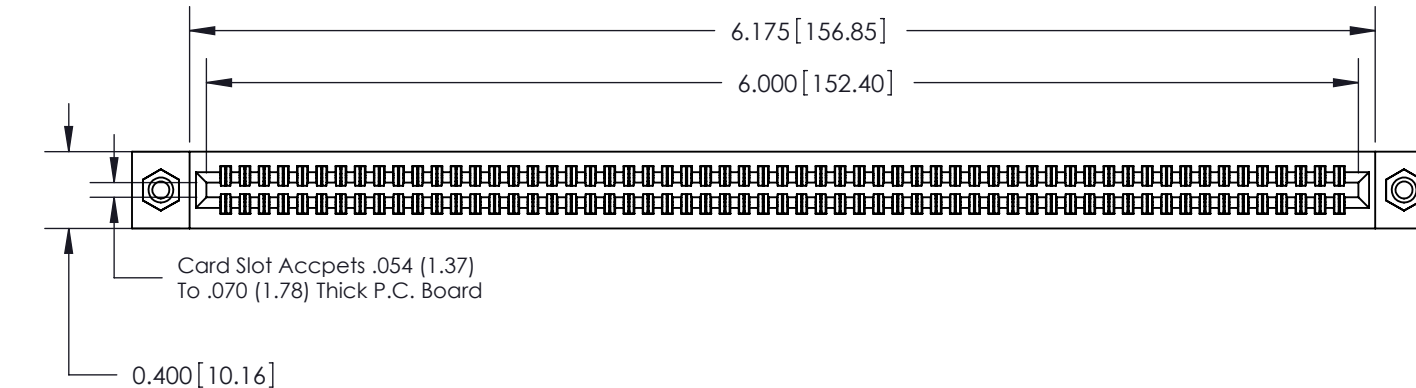 6.175[156.85]
6.000[152.40]
Card Slot Accpets .054 (1.37)
To .070 (1.78) Thick P.C. Board
0.400[10.16]